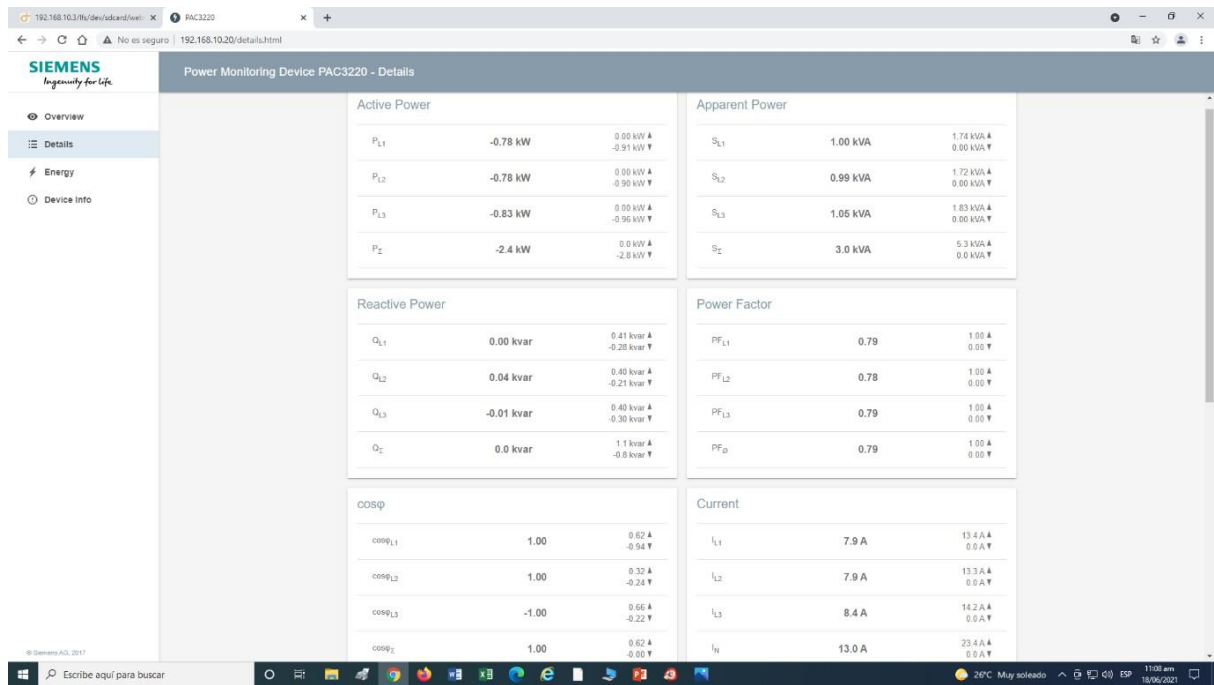 192.168.10.3/lfs/dev/sdcard/web
PAC3220
No es seguro
192.168.10.20/details.html
SIEMENS
Ingenuity for life
Power Monitoring Device PAC3220 - Details
Overview
Details
Energy
Device Info
Active Power
PL1 -0.78 kW 0.00 kW ▲
-0.91 kW ▼
PL2 -0.78 kW 0.00 kW ▲
-0.90 kW ▼
PL3 -0.83 kW 0.00 kW ▲
-0.96 kW ▼
PΣ -2.4 kW 0.0 kW ▲
-2.8 kW ▼
Apparent Power
SL1 1.00 kVA 1.74 kVA ▲
0.00 kVA ▼
SL2 0.99 kVA 1.72 kVA ▲
0.00 kVA ▼
SL3 1.05 kVA 1.83 kVA ▲
0.00 kVA ▼
SΣ 3.0 kVA 5.3 kVA ▲
0.0 kVA ▼
Reactive Power
QL1 0.00 kvar 0.41 kvar ▲
-0.28 kvar ▼
QL2 0.04 kvar 0.40 kvar ▲
-0.21 kvar ▼
QL3 -0.01 kvar 0.40 kvar ▲
-0.30 kvar ▼
QΣ 0.0 kvar 1.1 kvar ▲
-0.8 kvar ▼
Power Factor
PFL1 0.79 1.00 ▲
0.00 ▼
PFL2 0.78 1.00 ▲
0.00 ▼
PFL3 0.79 1.00 ▲
0.00 ▼
PF 0.79 1.00 ▲
0.00 ▼
cosφ
cosφL1 1.00 0.62 ▲
-0.94 ▼
cosφL2 1.00 0.32 ▲
-0.24 ▼
cosφL3 -1.00 0.66 ▲
-0.22 ▼
cosφΣ 1.00 0.62 ▲
-0.00 ▼
Current
IL1 7.9 A 13.4 A ▲
0.0 A ▼
IL2 7.9 A 13.3 A ▲
0.0 A ▼
IL3 8.4 A 14.2 A ▲
0.0 A ▼
IN 13.0 A 23.4 A ▲
0.0 A ▼
© Siemens AG, 2017
Escribe aquí para buscar
26°C Muy soleado
ESP
11:08 am
18/06/2021